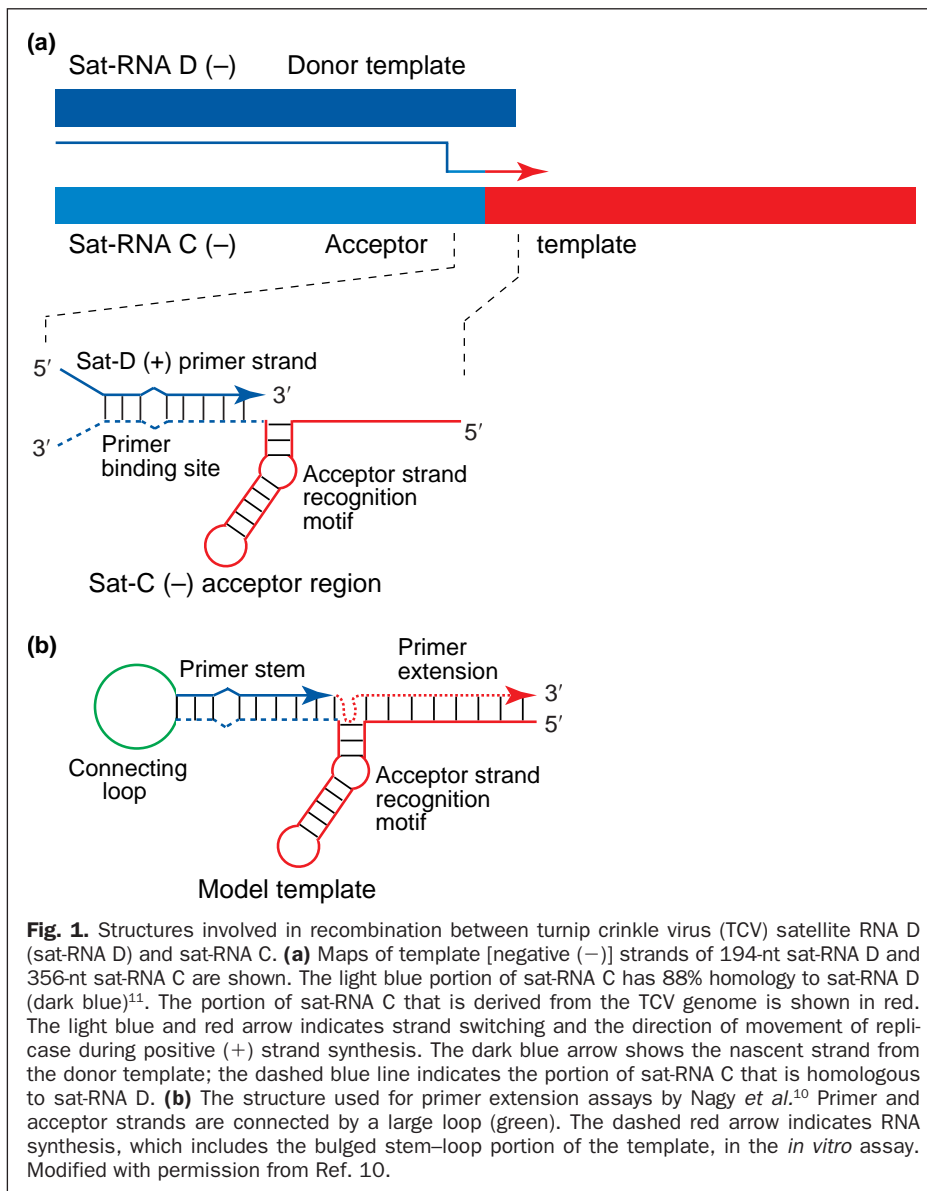 (a)
Sat-RNA D (–) Donor template
Sat-RNA C (–) Acceptor template
5′ Sat-D (+) primer strand
3′
3′
Primer
binding site
5′
Acceptor strand
recognition
motif
Sat-C (–) acceptor region
(b)
Primer stem
Primer
extension
3′
5′
Connecting
loop
Acceptor strand
recognition
motif
Model template
Fig. 1. Structures involved in recombination between turnip crinkle virus (TCV) satellite RNA D
(sat-RNA D) and sat-RNA C. (a) Maps of template [negative (−)] strands of 194-nt sat-RNA D and
356-nt sat-RNA C are shown. The light blue portion of sat-RNA C has 88% homology to sat-RNA D
(dark blue)11. The portion of sat-RNA C that is derived from the TCV genome is shown in red.
The light blue and red arrow indicates strand switching and the direction of movement of repli-
case during positive (+) strand synthesis. The dark blue arrow shows the nascent strand from
the donor template; the dashed blue line indicates the portion of sat-RNA C that is homologous
to sat-RNA D. (b) The structure used for primer extension assays by Nagy et al.10 Primer and
acceptor strands are connected by a large loop (green). The dashed red arrow indicates RNA
synthesis, which includes the bulged stem–loop portion of the template, in the in vitro assay.
Modified with permission from Ref. 10.